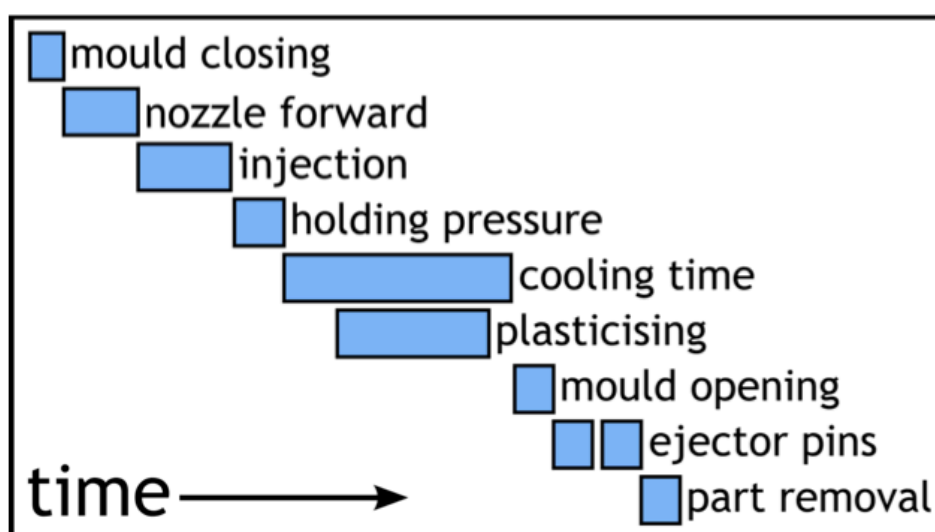 mould closing
nozzle forward
injection
holding pressure
cooling time
plasticising
mould opening
ejector pins
part removal
time